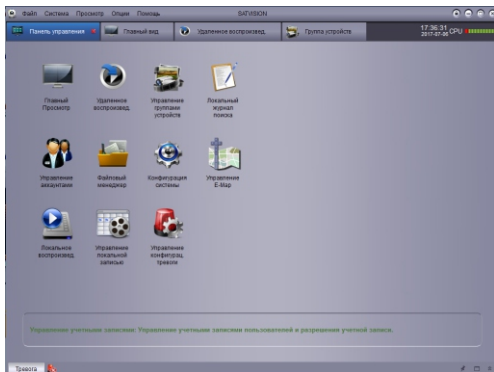 Файл Система Просмотр Опции Помощь SATVISION
Панель управления Главный вид Удаленное воспроизвед. Группа устройств 17:36:31 CPU
2017-07-06
Главный Удаленное Управление Локальный
Просмотр воспроизвед. группами журнал
устройств поиска
Управление Файловый Конфигурация Управление
аккаунтами менеджер системы E-Map
Локальное Управление Управление
воспроизвед. локальной конфигурац.
записью тревоги
Управление учетными записями: Управление учетными записями пользователей и разрешения учетной записи.
Тревога